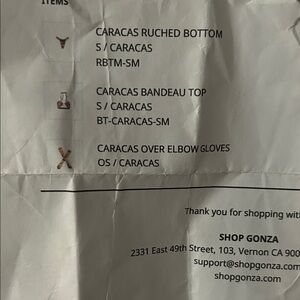 ITEMS
CARACAS RUCHED BOTTOM
S / CARACAS
RBTM-SM
CARACAS BANDEAU TOP
S / CARACAS
BT-CARACAS-SM
CARACAS OVER ELBOW GLOVES
OS / CARACAS
Thank you for shopping wit
SHOP GONZA
2331 East 49th Street, 103, Vernon CA 900
support@shopgonza.com
shopgonza.com